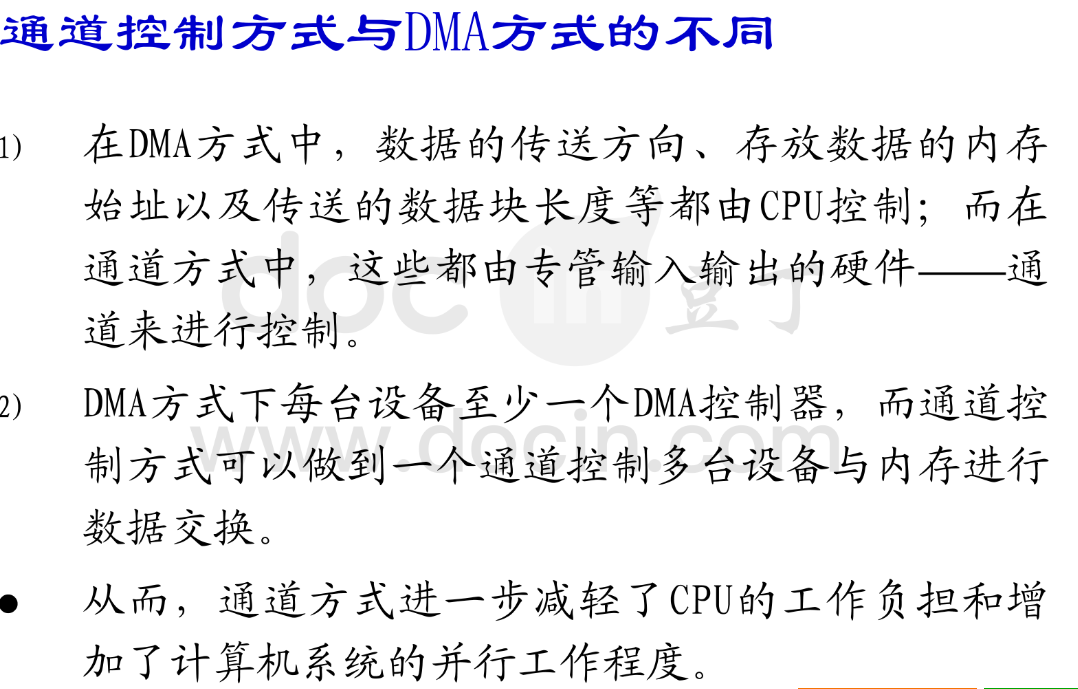 通道控制方式与DMA方式的不同
1) 在DMA方式中，数据的传送方向、存放数据的内存
始址以及传送的数据块长度等都由CPU控制；而在
通道方式中，这些都由专管输入输出的硬件——通
道来进行控制。
2) DMA方式下每台设备至少一个DMA控制器，而通道控
制方式可以做到一个通道控制多台设备与内存进行
数据交换。
● 从而，通道方式进一步减轻了CPU的工作负担和增
加了计算机系统的并行工作程度。
docin 豆丁
www.docin.com